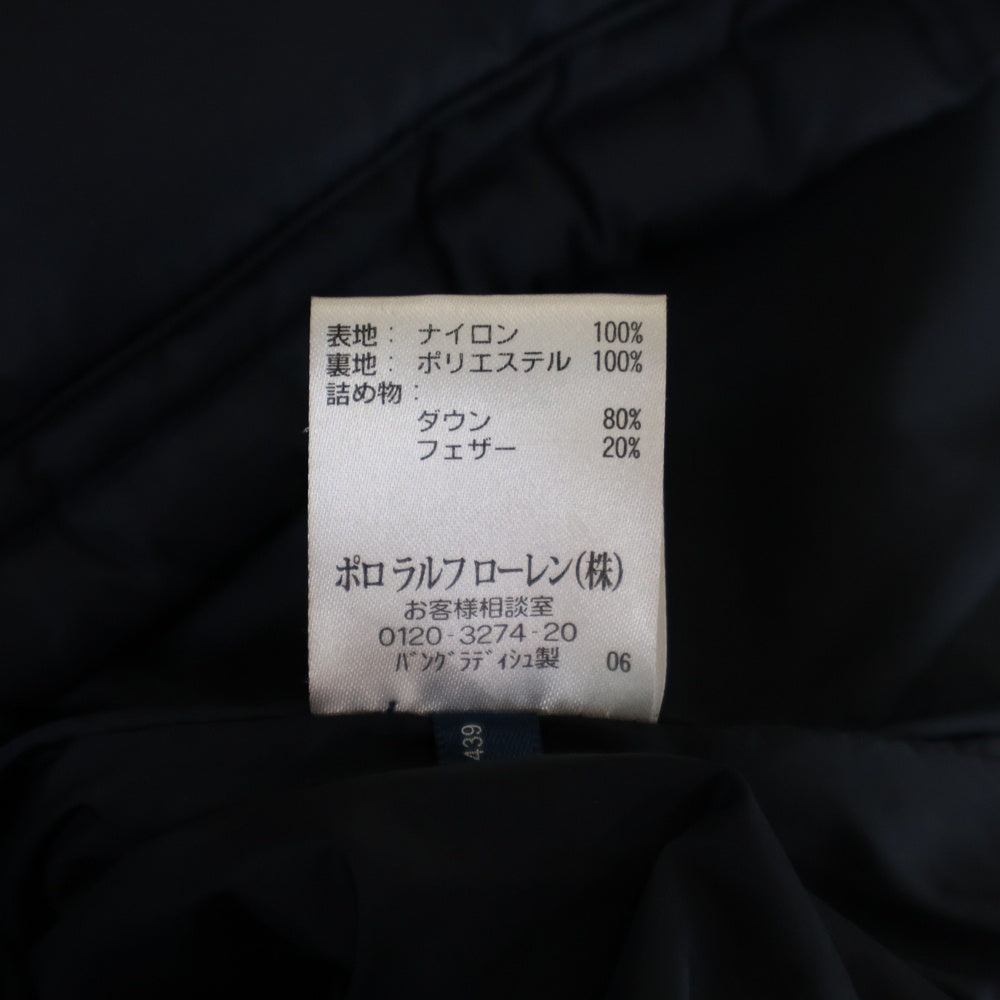 表地: ナイロン 100%
裏地: ポリエステル 100%
詰め物:
ダウン 80%
フェザー 20%
ポロ ラルフ ローレン(株)
お客様相談室
0120-3274-20
ﾊﾞﾝｸﾞﾗﾃﾞｨｼｭ製 06
439